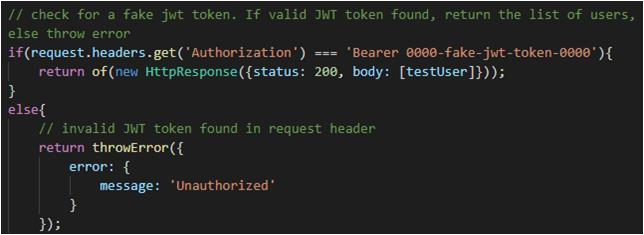 // check for a fake jwt token. If valid JWT token found, return the list of users,
else throw error
if(request.headers.get('Authorization') === 'Bearer 0000-fake-jwt-token-0000'){
    return of(new HttpResponse({status: 200, body: [testUser]}));
}
else{
    // invalid JWT token found in request header
    return throwError({
        error: {
            message: 'Unauthorized'
        }
    });